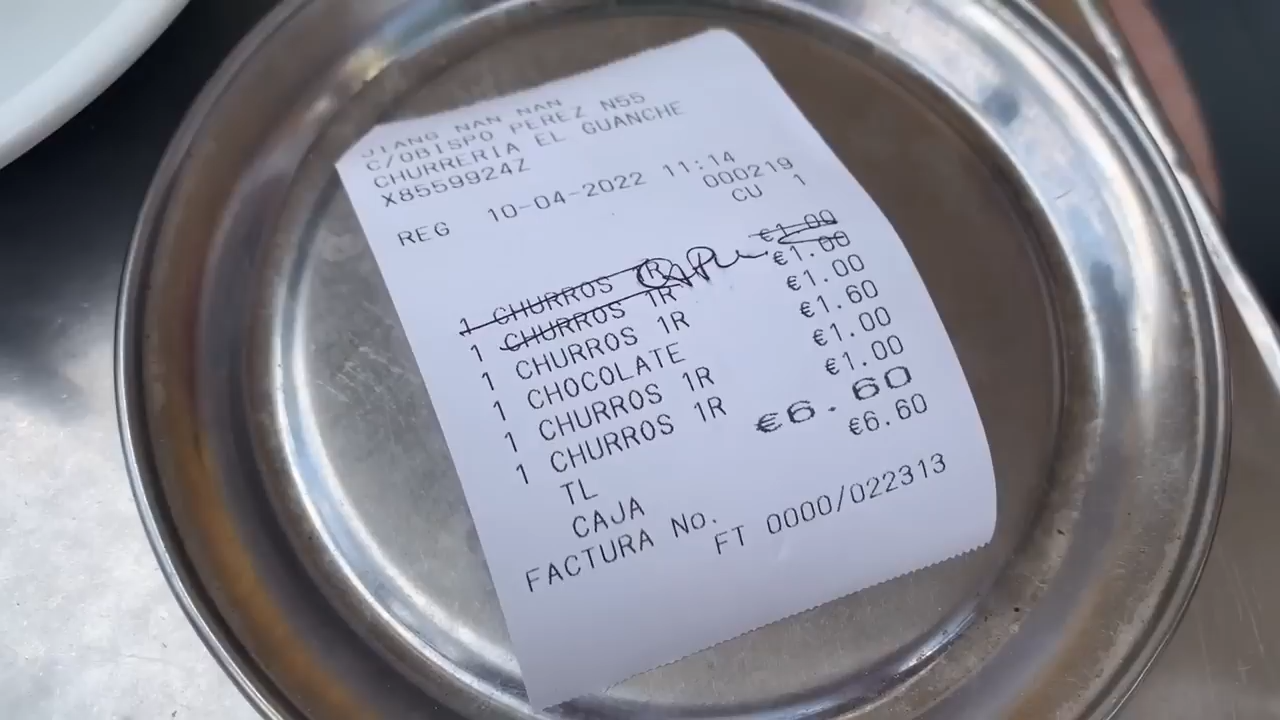 JIANG NAN NAN
C/OBISPO PEREZ N55
CHURRERIA EL GUANCHE
X8559924Z
REG 10-04-2022 11:14
000219
CU 1
1 CHURROS 1R €1.00
1 CHURROS 1R €1.00
1 CHURROS 1R €1.00
1 CHOCOLATE €1.60
1 CHURROS 1R €1.00
1 CHURROS 1R €1.00
TL €6.60
CAJA €6.60
FACTURA No.
FT 0000/022313